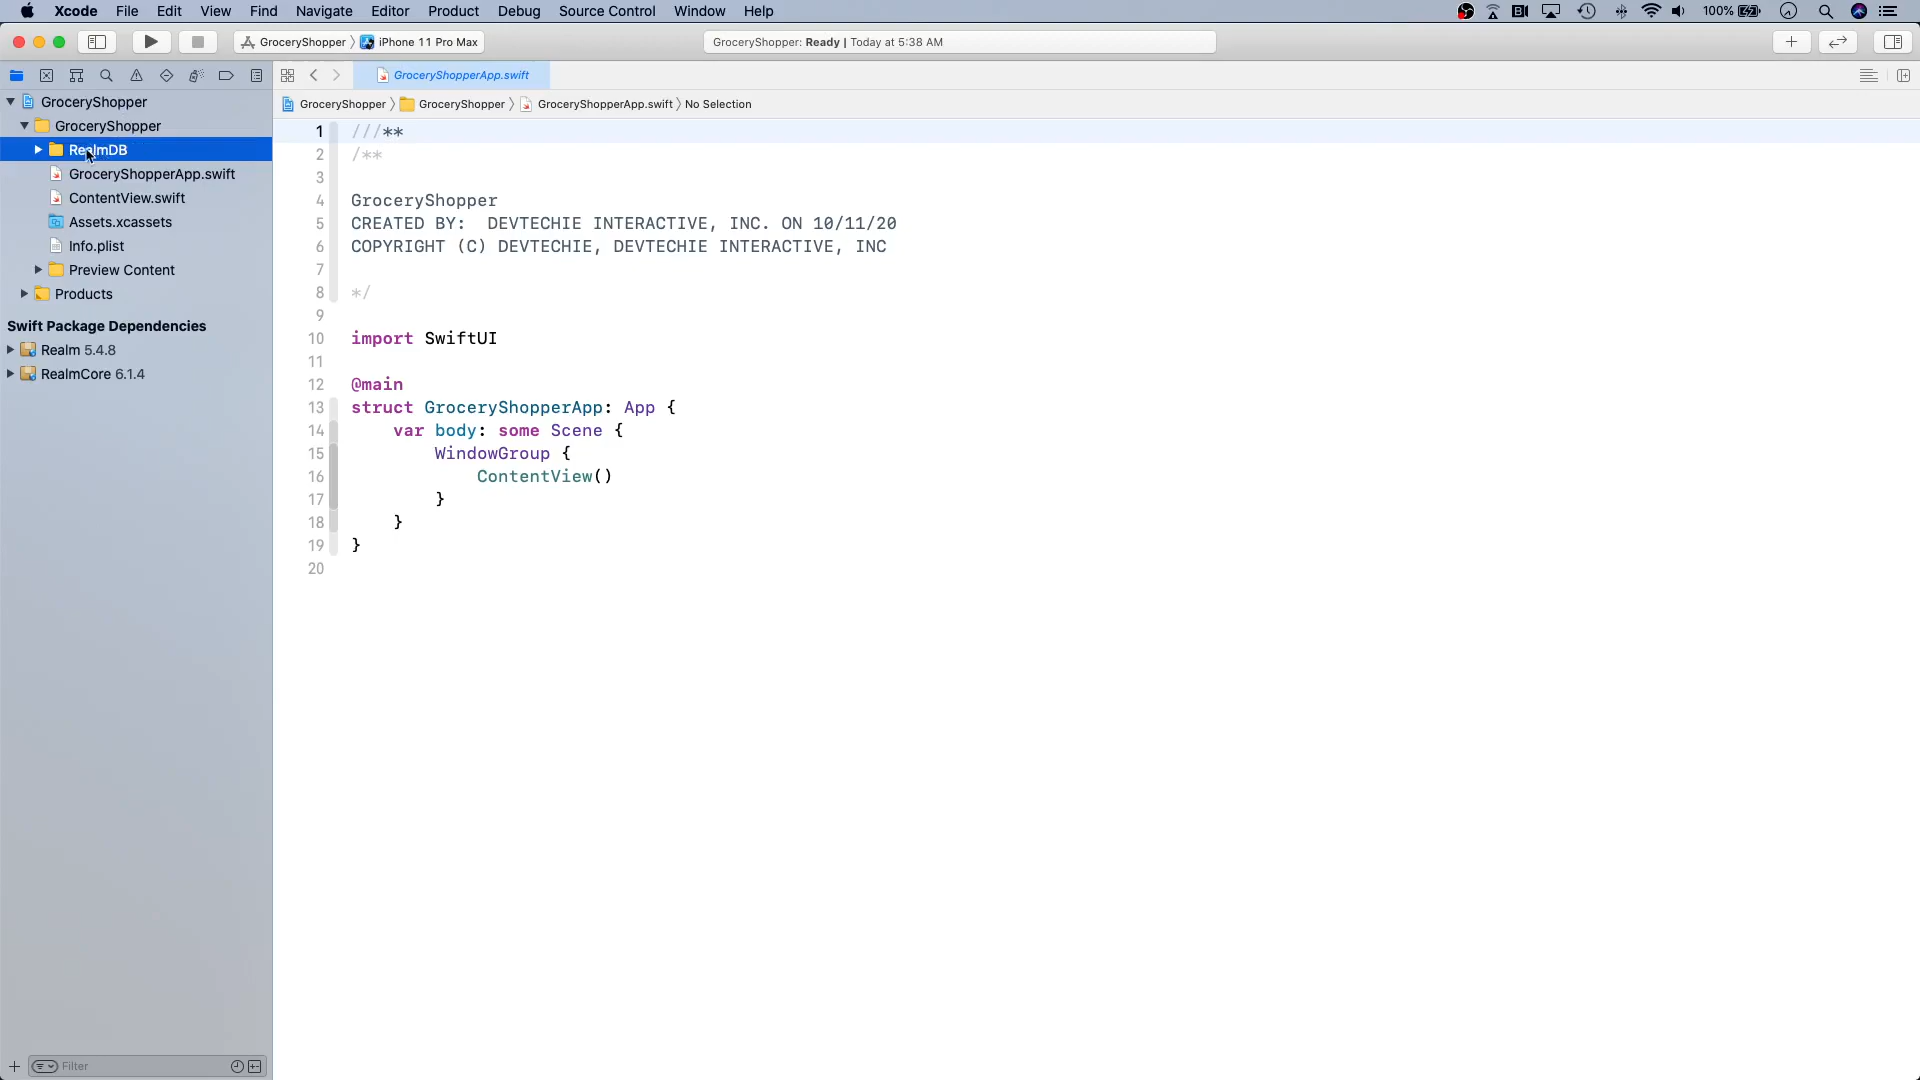 Xcode File Edit View Find Navigate Editor Product Debug Source Control Window Help 100%
GroceryShopper iPhone 11 Pro Max GroceryShopper: Ready | Today at 5:38 AM
GroceryShopperApp.swift
GroceryShopper GroceryShopper GroceryShopperApp.swift No Selection
GroceryShopper
GroceryShopper
RealmDB
GroceryShopperApp.swift
ContentView.swift
Assets.xcassets
Info.plist
Preview Content
Products
Swift Package Dependencies
Realm 5.4.8
RealmCore 6.1.4
Filter
1 ///**
2 /**
3
4 GroceryShopper
5 CREATED BY:  DEVTECHIE INTERACTIVE, INC. ON 10/11/20
6 COPYRIGHT (C) DEVTECHIE, DEVTECHIE INTERACTIVE, INC
7
8 */
9
10 import SwiftUI
11
12 @main
13 struct GroceryShopperApp: App {
14     var body: some Scene {
15         WindowGroup {
16             ContentView()
17         }
18     }
19 }
20